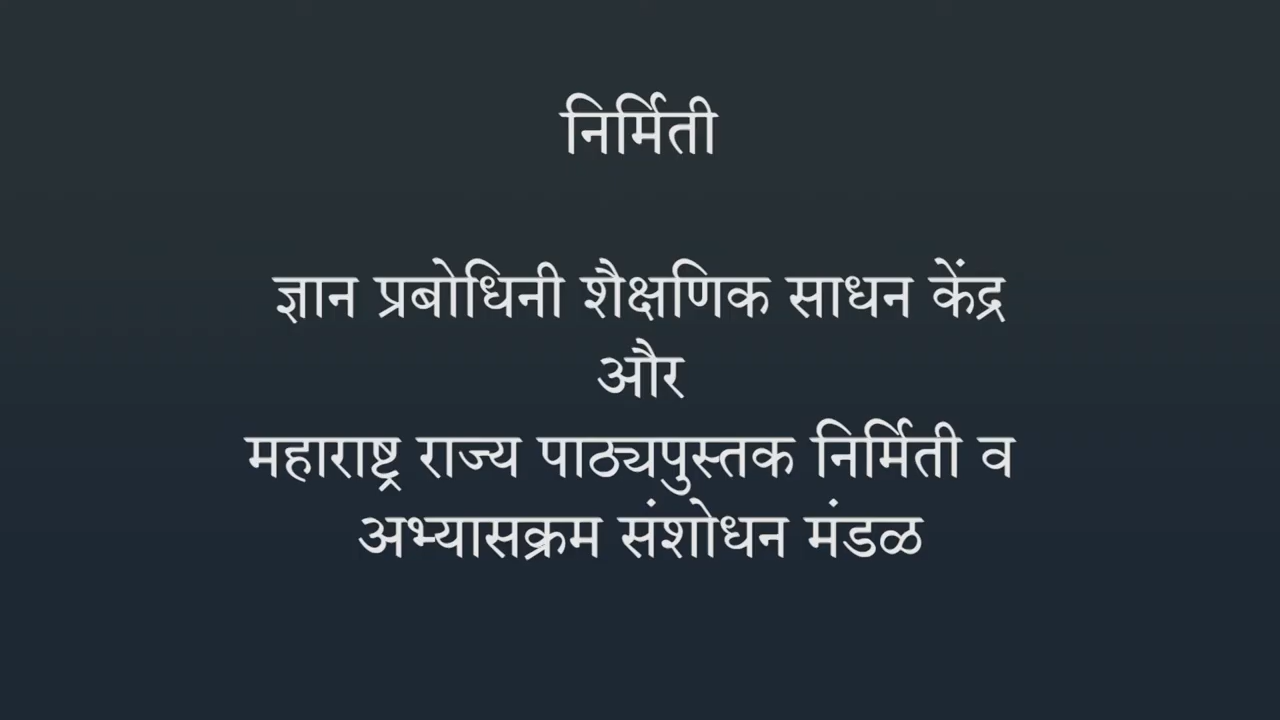 निर्मिती
ज्ञान प्रबोधिनी शैक्षणिक साधन केंद्र
और
महाराष्ट्र राज्य पाठ्यपुस्तक निर्मिती व
अभ्यासक्रम संशोधन मंडळ